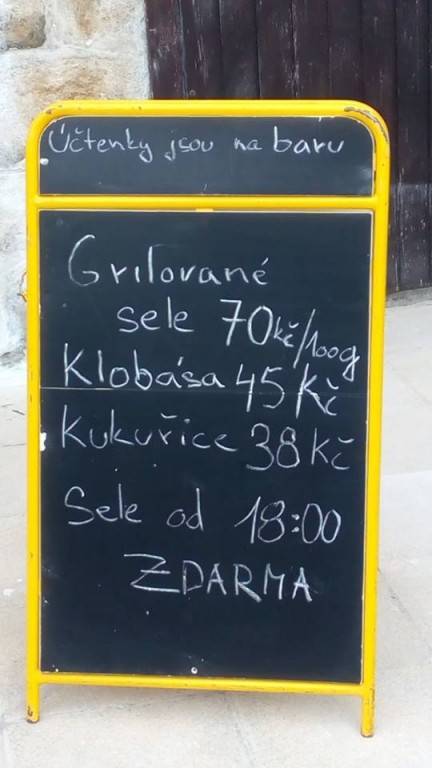 Účtenky jsou na baru
Grilované
sele 70kč/100g
Klobása 45 Kč
Kukuřice 38 Kč
Sele od 18:00
ZDARMA